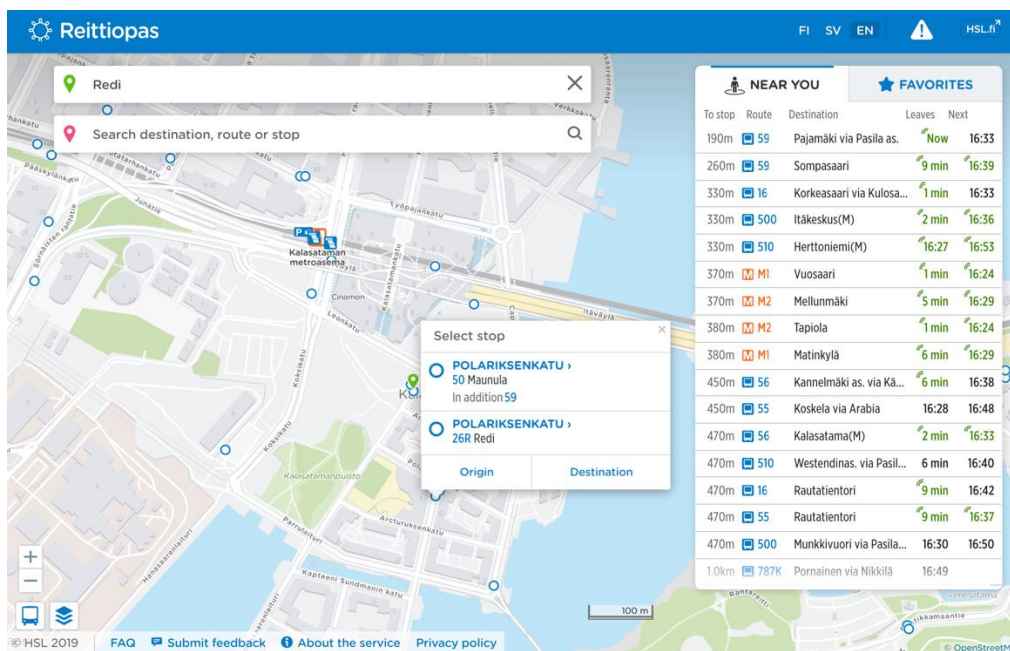 Reittiopas
FI SV EN
HSL.fi
Redi
Search destination, route or stop
NEAR YOU
FAVORITES
To stop Route Destination Leaves Next
190m 59 Pajamäki via Pasila as. Now 16:33
260m 59 Sompasaari 9 min 16:39
330m 16 Korkeasaari via Kulosa... 1 min 16:33
330m 500 Itäkeskus(M) 2 min 16:36
330m 510 Herttoniemi(M) 16:27 16:53
370m M M1 Vuosaari 1 min 16:24
370m M M2 Mellunmäki 5 min 16:29
380m M M2 Tapiola 1 min 16:24
380m M M1 Matinkylä 6 min 16:29
450m 56 Kannelmäki as. via Kä... 6 min 16:38
450m 55 Koskela via Arabia 16:28 16:48
470m 56 Kalasatama(M) 2 min 16:33
470m 510 Westendinas. via Pasil... 6 min 16:40
470m 16 Rautatientori 9 min 16:42
470m 55 Rautatientori 9 min 16:37
470m 500 Munkkivuori via Pasila... 16:30 16:50
1.0km 787K Pornainen via Nikkilä 16:49
Verkkokatu
Työpajankatu
Junatie
P
Kalasataman
metroasema
Kalasatamankatu
Cinamon
Leonkatu
Koksikatu
Itäväylä
Select stop
POLARIKSENKATU ›
50 Maunula
In addition 59
POLARIKSENKATU ›
26R Redi
Origin Destination
Kalasatamanpuisto
Arcturuksenkatu
Parrulaituri
Hanasaarenlaituri
Kapteeni Sundmanin katu
+
−
100 m
© HSL 2019
FAQ
Submit feedback
About the service
Privacy policy
© OpenStreetM